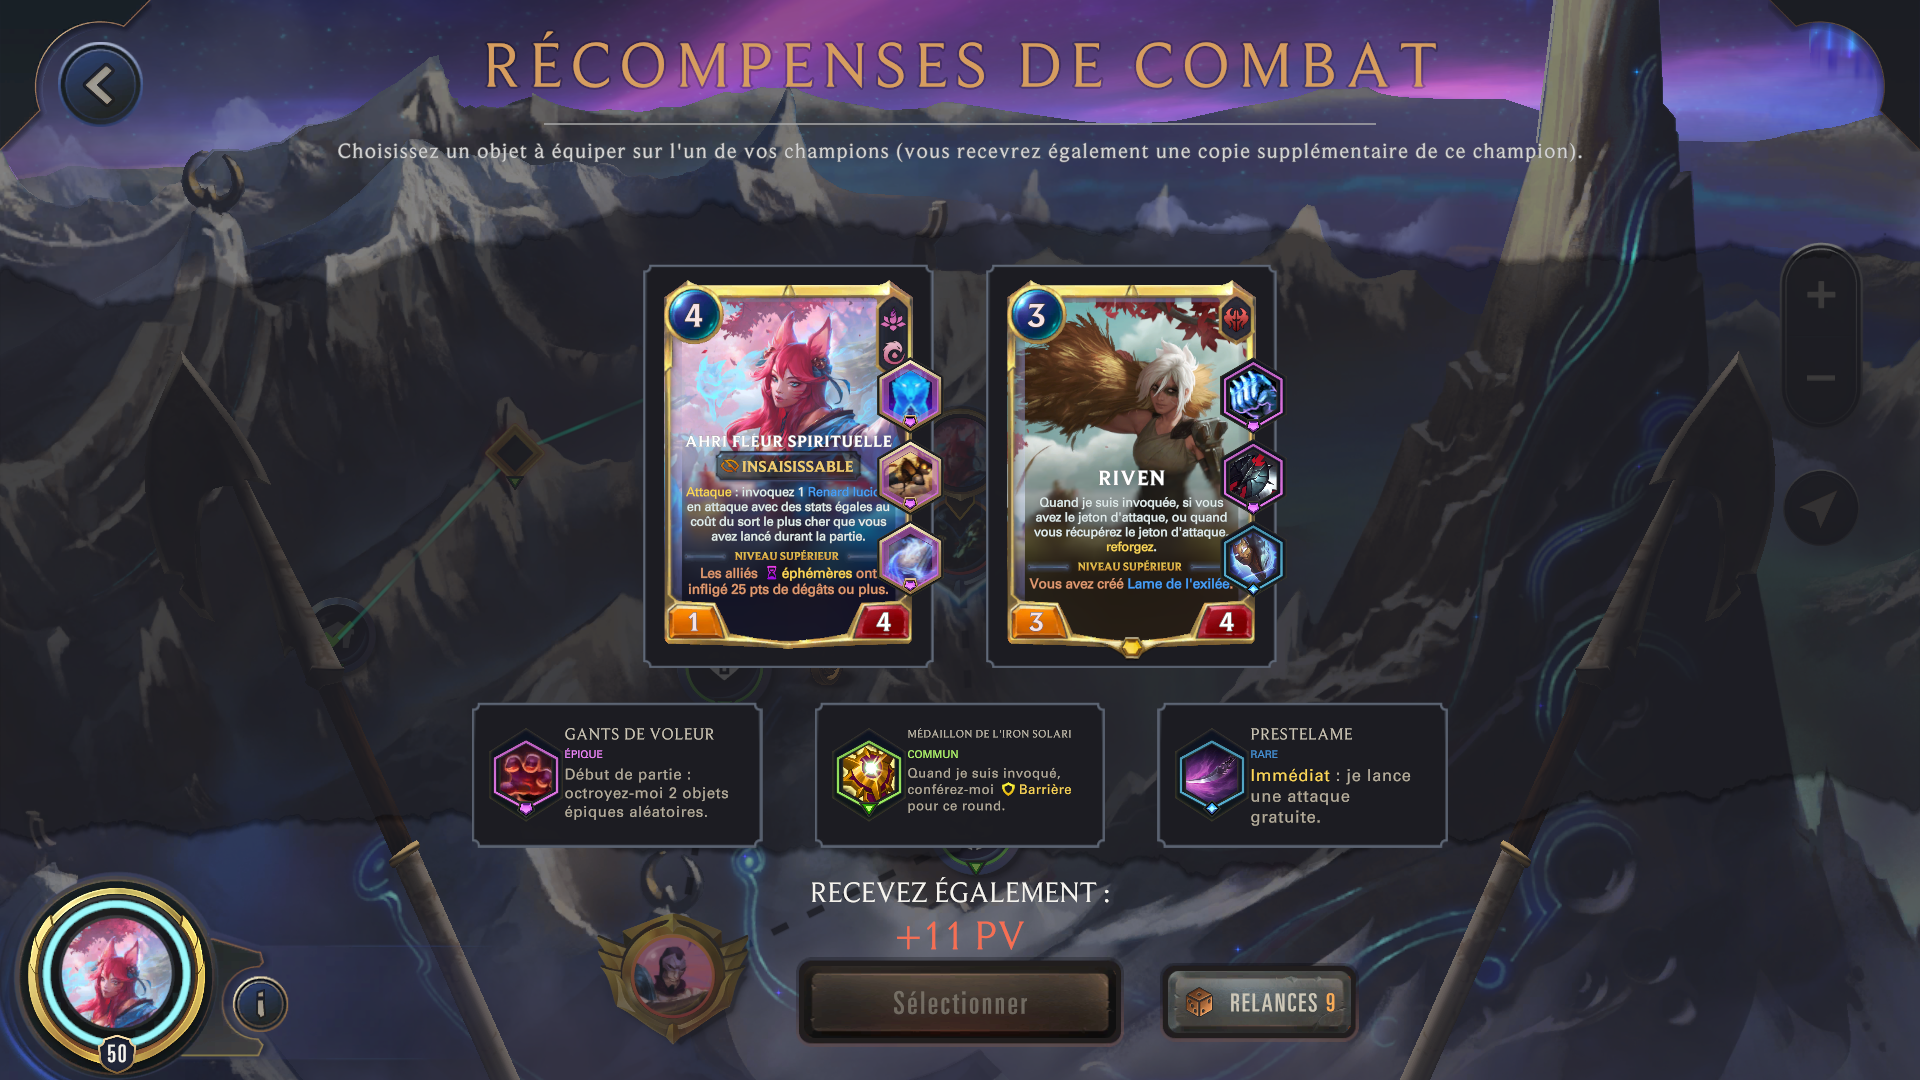 RÉCOMPENSES DE COMBAT
Choisissez un objet à équiper sur l'un de vos champions (vous recevrez également une copie supplémentaire de ce champion).
4
AHRI FLEUR SPIRITUELLE
INSAISISSABLE
Attaque : invoquez 1 Renard
en attaque avec des stats égales au
coût du sort le plus cher que vous
avez lancé durant la partie.
NIVEAU SUPÉRIEUR
Les alliés éphémères ont
infligé 25 pts de dégâts ou plus.
1
4
3
RIVEN
Quand je suis invoquée, si vous
avez le jeton d'attaque, ou quand
vous récupérez le jeton d'attaque,
reforgez.
NIVEAU SUPÉRIEUR
Vous avez créé Lame de l'exilée.
3
4
GANTS DE VOLEUR
ÉPIQUE
Début de partie :
octroyez-moi 2 objets
épiques aléatoires.
MÉDAILLON DE L'IRON SOLARI
COMMUN
Quand je suis invoqué,
conférez-moi Barrière
pour ce round.
PRESTELAME
RARE
Immédiat : je lance
une attaque
gratuite.
RECEVEZ ÉGALEMENT :
+11 PV
Sélectionner
RELANCES 9
50